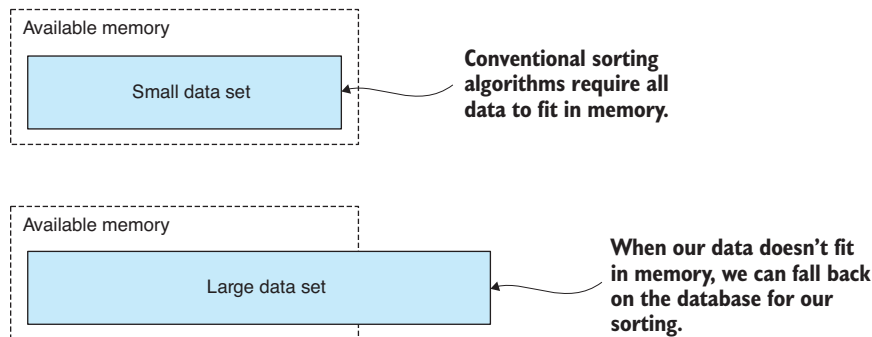 Available memory
Small data set
Conventional sorting
algorithms require all
data to fit in memory.
Available memory
Large data set
When our data doesn’t fit
in memory, we can fall back
on the database for our
sorting.